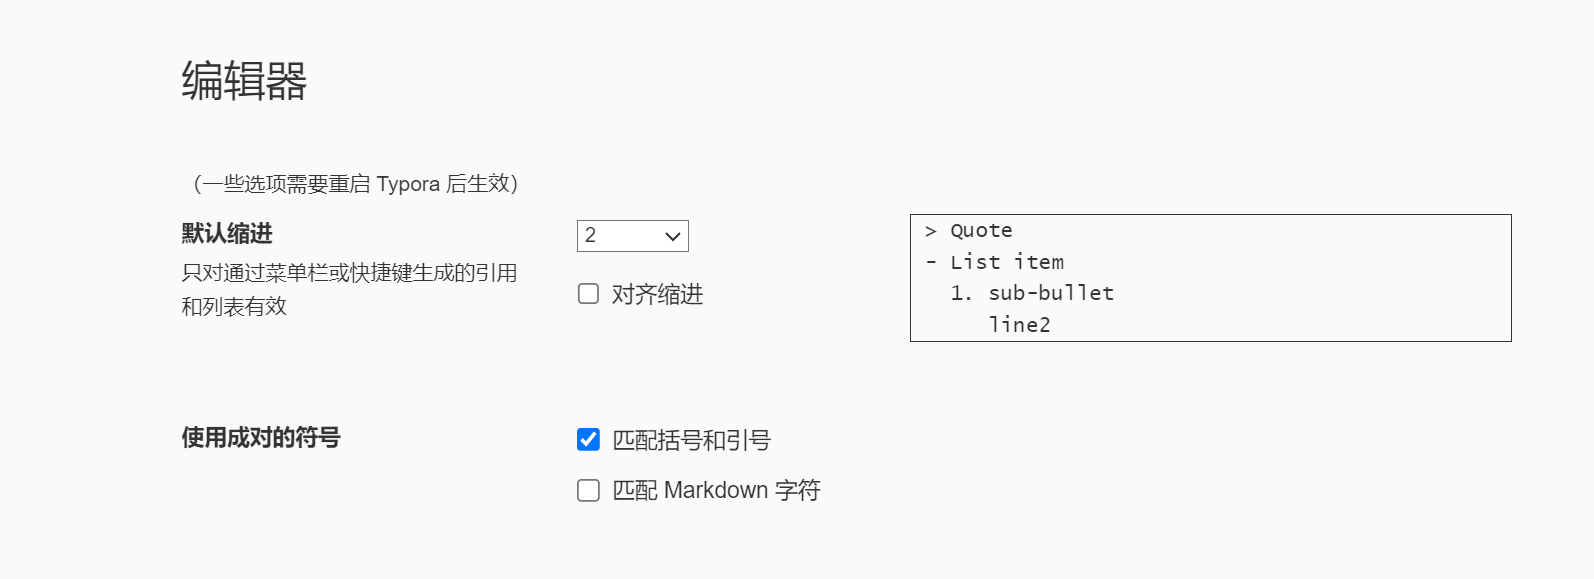 编辑器
（一些选项需要重启 Typora 后生效）
默认缩进
只对通过菜单栏或快捷键生成的引用
和列表有效
2
对齐缩进
> Quote
- List item
  1. sub-bullet
     line2
使用成对的符号
匹配括号和引号
匹配 Markdown 字符